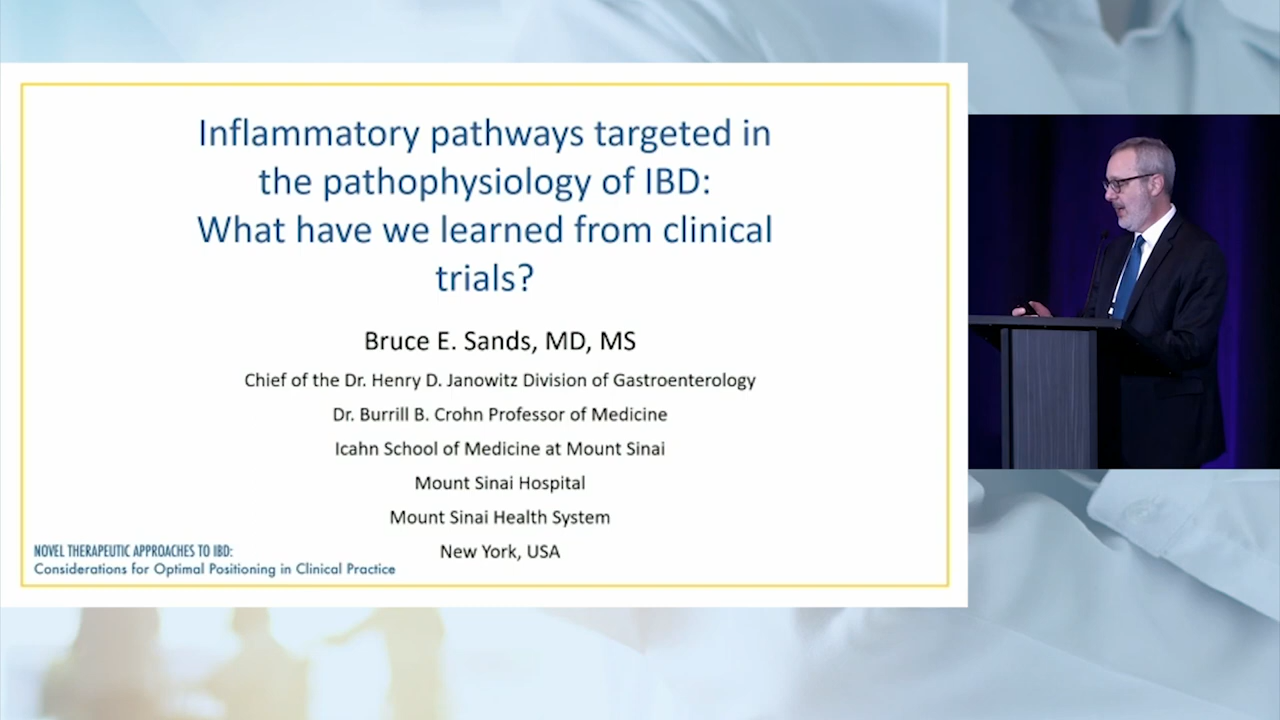 Inflammatory pathways targeted in
the pathophysiology of IBD:
What have we learned from clinical
trials?
Bruce E. Sands, MD, MS
Chief of the Dr. Henry D. Janowitz Division of Gastroenterology
Dr. Burrill B. Crohn Professor of Medicine
Icahn School of Medicine at Mount Sinai
Mount Sinai Hospital
Mount Sinai Health System
New York, USA
NOVEL THERAPEUTIC APPROACHES TO IBD:
Considerations for Optimal Positioning in Clinical Practice